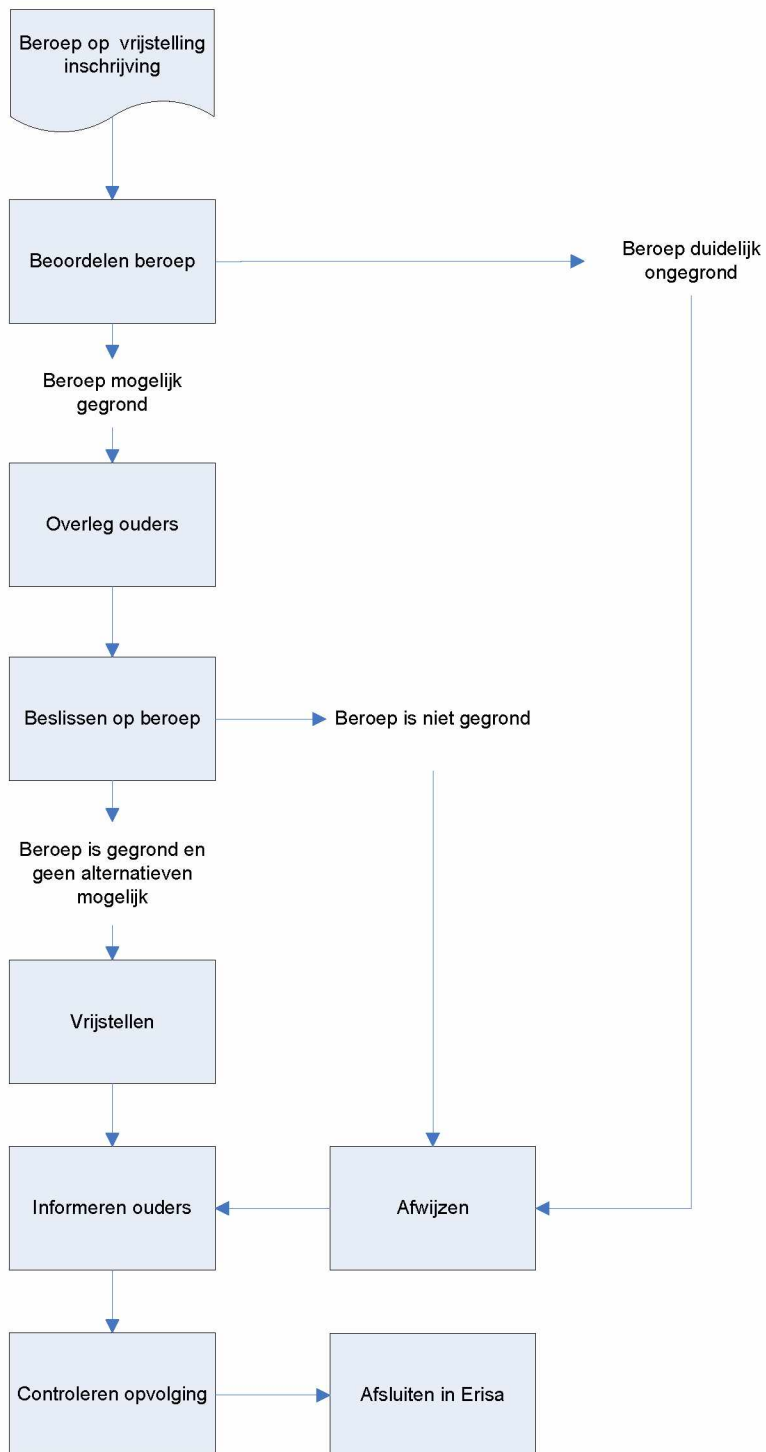 Beroep op vrijstelling
inschrijving
Beoordelen beroep
Beroep duidelijk
ongegrond
Beroep mogelijk
gegrond
Overleg ouders
Beslissen op beroep
Beroep is niet gegrond
Beroep is gegrond en
geen alternatieven
mogelijk
Vrijstellen
Informeren ouders
Afwijzen
Controleren opvolging
Afsluiten in Erisa